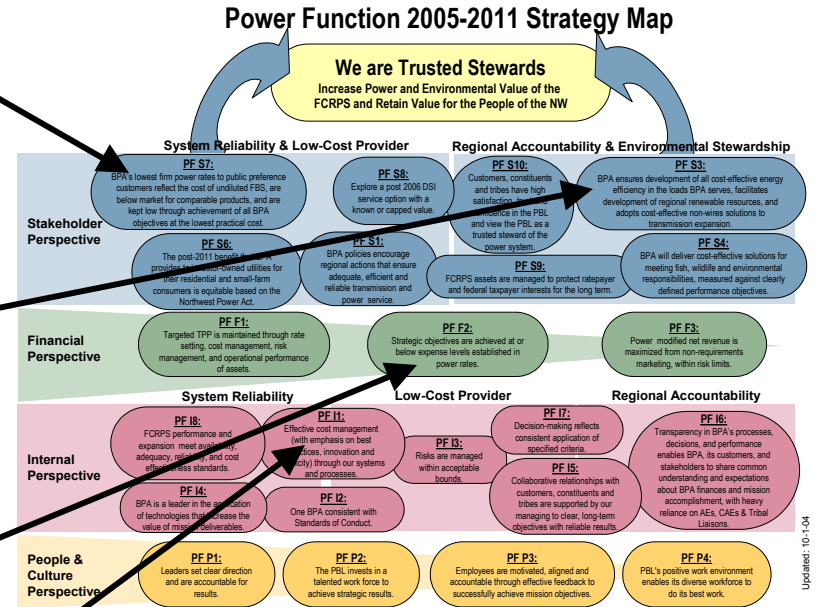 Power Function 2005-2011 Strategy Map
We are Trusted Stewards
Increase Power and Environmental Value of the
FCRPS and Retain Value for the People of the NW
System Reliability & Low-Cost Provider
Regional Accountability & Environmental Stewardship
Stakeholder
Perspective
PF S7:
BPA's lowest firm power rates to public preference
customers reflect the cost of undiluted FBS, are
below market for comparable products, and are
kept low through achievement of all BPA
objectives at the lowest practical cost.
PF S8:
Explore a post 2006 DSI
service option with a
known or capped value.
PF S10:
Customers, constituents
and tribes have high
satisfaction,
in the PBL
and view the PBL as a
trusted steward of the
power system.
PF S3:
BPA ensures development of all cost-effective energy
efficiency in the loads BPA serves, facilitates
development of regional renewable resources, and
adopts cost-effective non-wires solutions to
transmission expansion.
PF S6:
The post-2011 benefit BPA
provides to investor-owned utilities for
their residential and small-farm
consumers is equitable based on the
Northwest Power Act.
PF S1:
BPA policies encourage
regional actions that ensure
adequate, efficient and
reliable transmission and
power service.
PF S9:
FCRPS assets are managed to protect ratepayer
and federal taxpayer interests for the long term.
PF S4:
BPA will deliver cost-effective solutions for
meeting fish, wildlife and environmental
responsibilities, measured against clearly
defined performance objectives.
Financial
Perspective
PF F1:
Targeted TPP is maintained through rate
setting, cost management, risk
management, and operational performance
of assets.
PF F2:
Strategic objectives are achieved at or
below expense levels established in
power rates.
PF F3:
Power modified net revenue is
maximized from non-requirements
marketing, within risk limits.
System Reliability
Low-Cost Provider
Regional Accountability
Internal
Perspective
PF I8:
FCRPS performance and
expansion meet availability,
adequacy, reliability, and cost
effectiveness standards.
PF I1:
Effective cost management
(with emphasis on best
practices, innovation and
through our systems
and processes.
PF I3:
Risks are managed
within acceptable
bounds.
PF I7:
Decision-making reflects
consistent application of
specified criteria.
PF I6:
Transparency in BPA's processes,
decisions, and performance
enables BPA, its customers, and
stakeholders to share common
understanding and expectations
about BPA finances and mission
accomplishment, with heavy
reliance on AEs, CAEs & Tribal
Liaisons.
PF I4:
BPA is a leader in the application
of technologies that increase the
value of mission deliverables.
PF I2:
One BPA consistent with
Standards of Conduct.
PF I5:
Collaborative relationships with
customers, constituents and
tribes are supported by our
managing to clear, long-term
objectives with reliable results.
People &
Culture
Perspective
PF P1:
Leaders set clear direction
and are accountable for
results.
PF P2:
The PBL invests in a
talented work force to
achieve strategic results.
PF P3:
Employees are motivated, aligned and
accountable through effective feedback to
successfully achieve mission objectives.
PF P4:
PBL's positive work environment
enables its diverse workforce to
do its best work.
Updated: 10-1-04